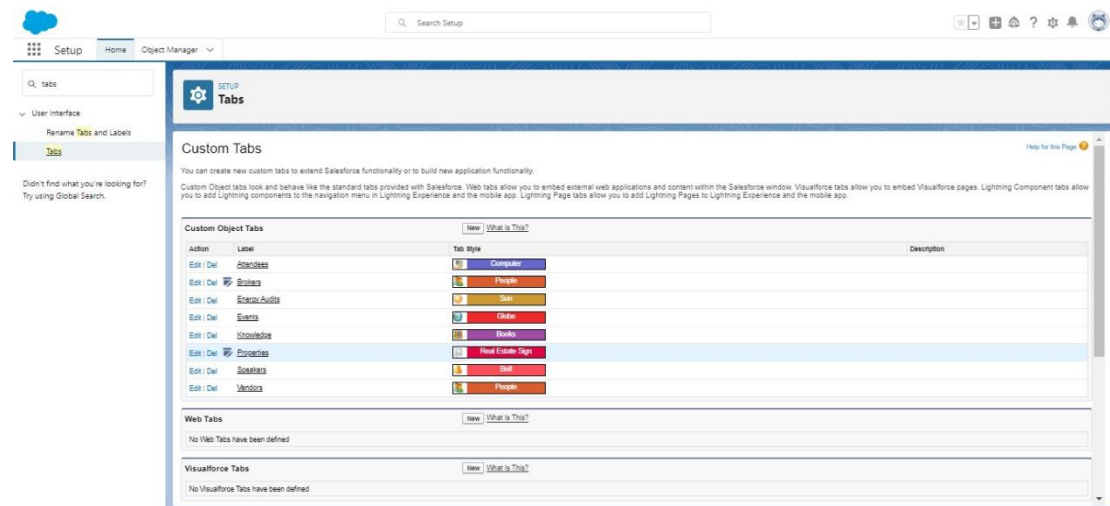 Search Setup
Setup Home Object Manager
tabs
User Interface
Rename Tabs and Labels
Tabs
Didn't find what you're looking for?
Try using Global Search.
SETUP
Tabs
Custom Tabs
Help for this Page
You can create new custom tabs to extend Salesforce functionality or to build new application functionality.
Custom Object tabs look and behave like the standard tabs provided with Salesforce. Web tabs allow you to embed external web applications and content within the Salesforce window. Visualforce tabs allow you to embed Visualforce pages. Lightning Component tabs allow
you to add Lightning components to the navigation menu in Lightning Experience and the mobile app. Lightning Page tabs allow you to add Lightning Pages to Lightning Experience and the mobile app.
Custom Object Tabs New What Is This?
Action Label Tab Style Description
Edit | Del Attendees Computer
Edit | Del Brokers People
Edit | Del Energy Audits Sun
Edit | Del Events Globe
Edit | Del Knowledge Books
Edit | Del Properties Real Estate Sign
Edit | Del Speakers Bell
Edit | Del Vendors People
Web Tabs New What Is This?
No Web Tabs have been defined
Visualforce Tabs New What Is This?
No Visualforce Tabs have been defined